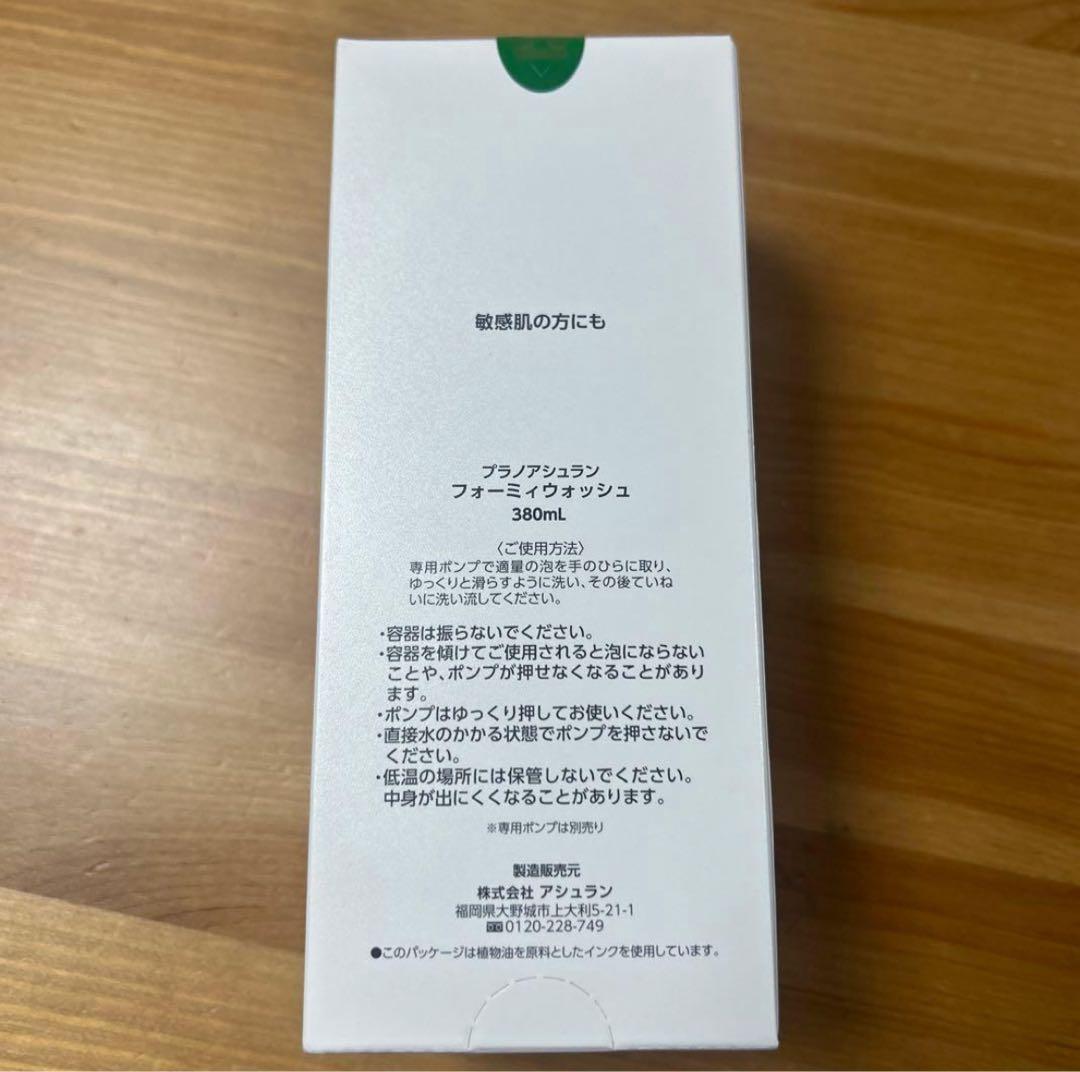 敏感肌の方にも
プラノアシュラン
フォーミィウォッシュ
380mL
〈ご使用方法〉
専用ポンプで適量の泡を手のひらに取り、
ゆっくりと滑らすように洗い、その後ていね
いに洗い流してください。
・容器は振らないでください。
・容器を傾けてご使用されると泡にならない
ことや、ポンプが押せなくなることがあり
ます。
・ポンプはゆっくり押してお使いください。
・直接水のかかる状態でポンプを押さないで
ください。
・低温の場所には保管しないでください。
中身が出にくくなることがあります。
※専用ポンプは別売り
製造販売元
株式会社 アシュラン
福岡県大野城市上大利5-21-1
0120-228-749
●このパッケージは植物油を原料としたインクを使用しています。